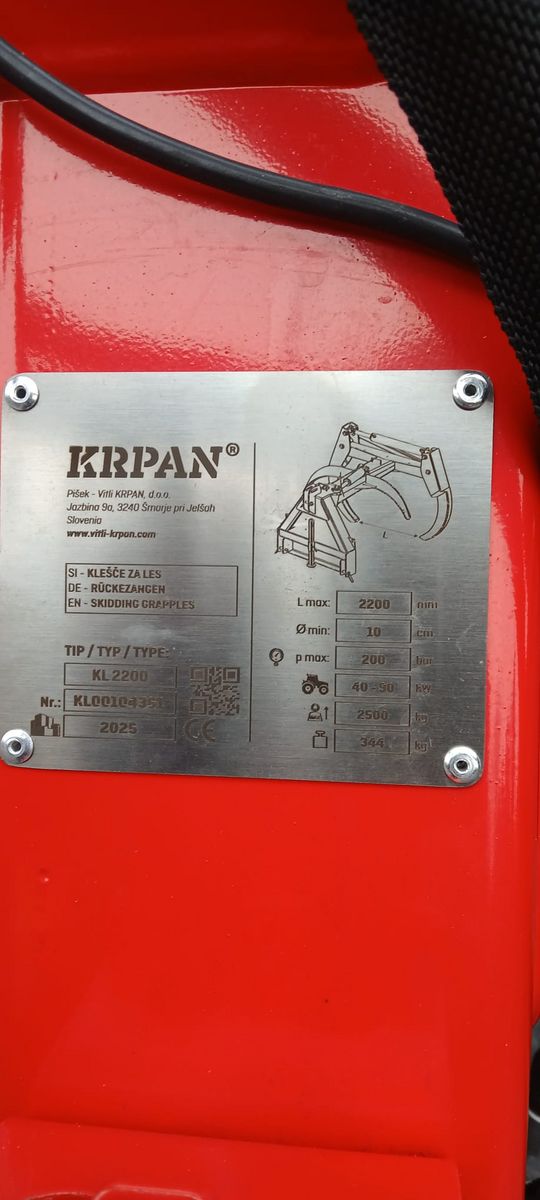 KRPAN®
Pišek - Vitli KRPAN, d.o.o.
Jazbina 9a, 3240 Šmarje pri Jelšah
Slovenia
www.vitli-krpan.com
SI - KLEŠČE ZA LES
DE - RÜCKEZANGEN
EN - SKIDDING GRAPPLES
TIP / TYP / TYPE:
KL 2200
Nr.:
2025
CE
L
L max: 2200 mm
Ø min: 10 cm
p max: 200 bar
40 - 90 kW
2500 kg
344 kg